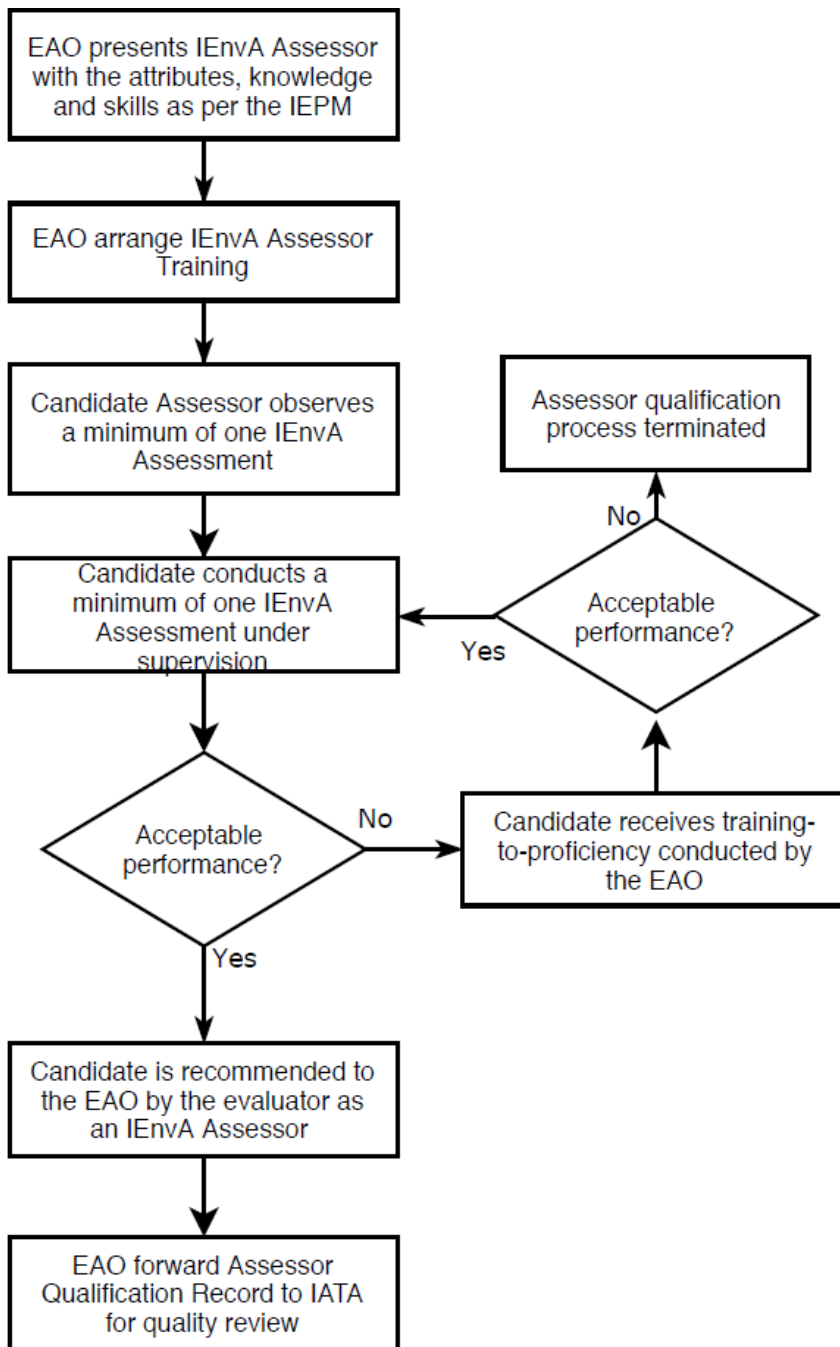 EAO presents IEnvA Assessor
with the attributes, knowledge
and skills as per the IEPM
EAO arrange IEnvA Assessor
Training
Candidate Assessor observes
a minimum of one IEnvA
Assessment
Assessor qualification
process terminated
No
Candidate conducts a
minimum of one IEnvA
Assessment under
supervision
Acceptable
performance?
Yes
Acceptable
performance?
No
Candidate receives training-
to-proficiency conducted by
the EAO
Yes
Candidate is recommended to
the EAO by the evaluator as
an IEnvA Assessor
EAO forward Assessor
Qualification Record to IATA
for quality review